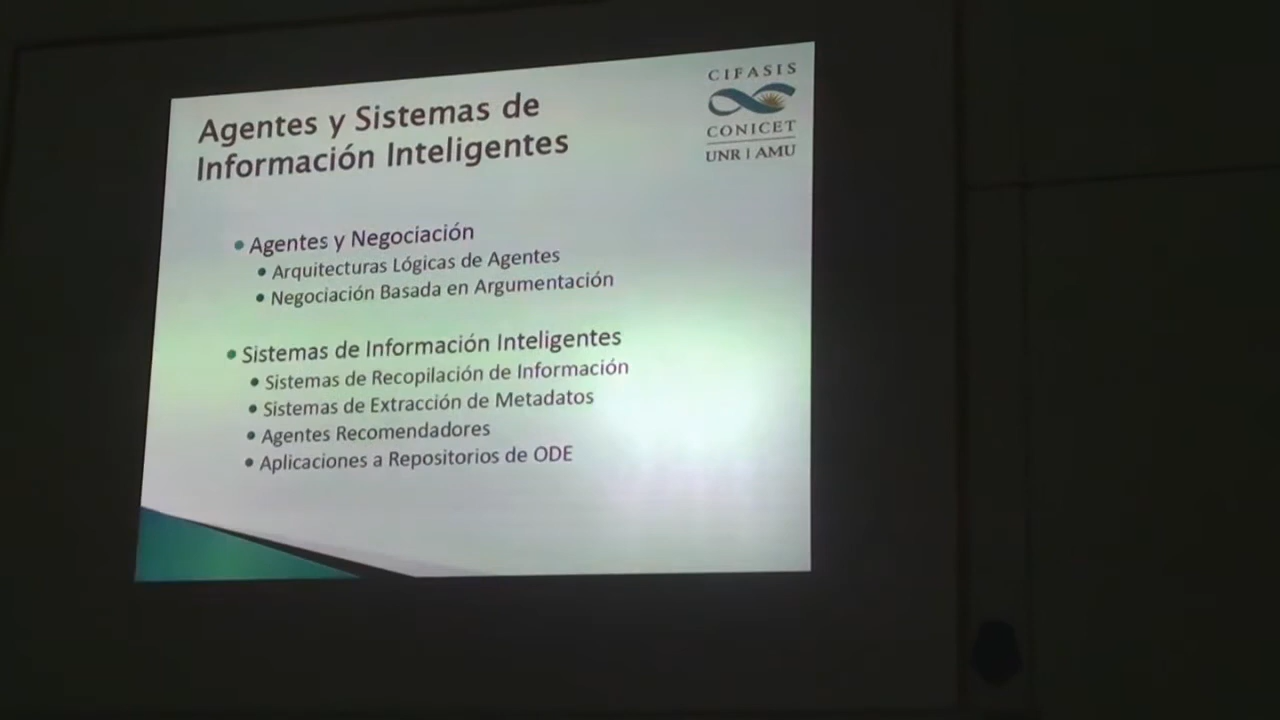 Agentes y Sistemas de
Información Inteligentes
CIFASIS
CONICET
UNR | AMU
• Agentes y Negociación
• Arquitecturas Lógicas de Agentes
• Negociación Basada en Argumentación
• Sistemas de Información Inteligentes
• Sistemas de Recopilación de Información
• Sistemas de Extracción de Metadatos
• Agentes Recomendadores
• Aplicaciones a Repositorios de ODE